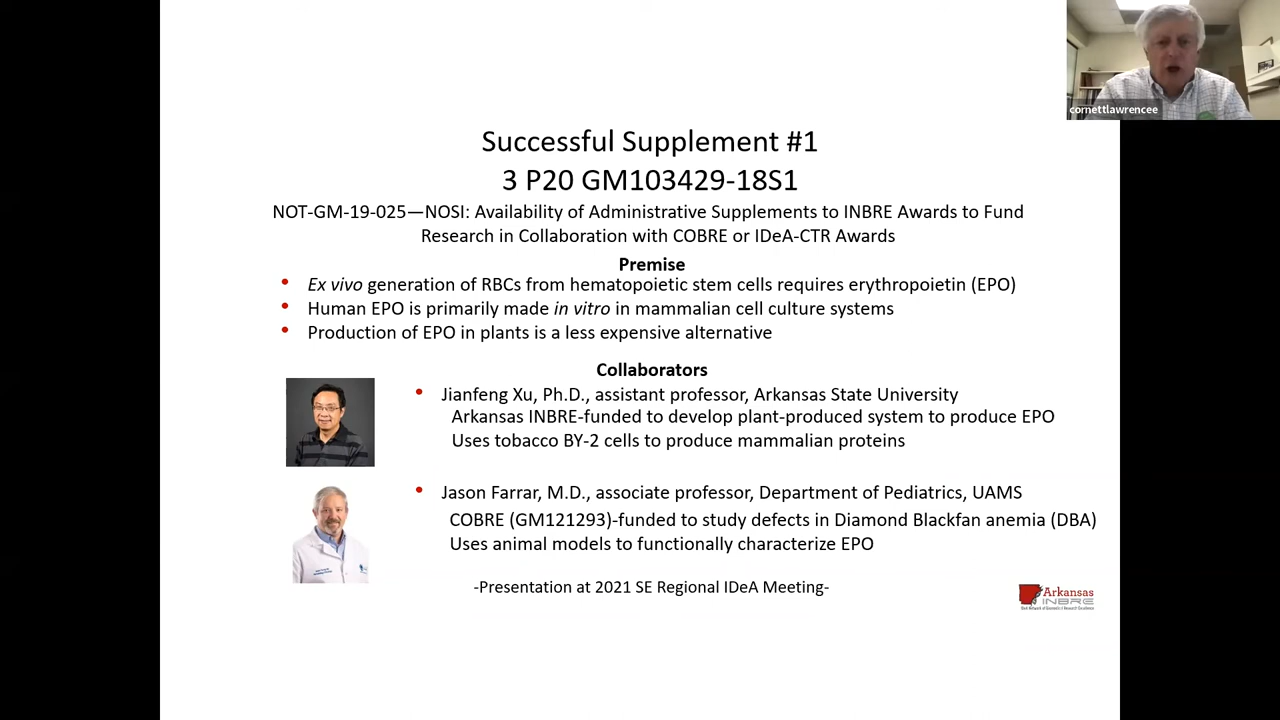 cornettlawrencee
Successful Supplement #1
3 P20 GM103429-18S1
NOT-GM-19-025—NOSI: Availability of Administrative Supplements to INBRE Awards to Fund
Research in Collaboration with COBRE or IDeA-CTR Awards
Premise
• Ex vivo generation of RBCs from hematopoietic stem cells requires erythropoietin (EPO)
• Human EPO is primarily made in vitro in mammalian cell culture systems
• Production of EPO in plants is a less expensive alternative
Collaborators
• Jianfeng Xu, Ph.D., assistant professor, Arkansas State University
Arkansas INBRE-funded to develop plant-produced system to produce EPO
Uses tobacco BY-2 cells to produce mammalian proteins
• Jason Farrar, M.D., associate professor, Department of Pediatrics, UAMS
COBRE (GM121293)-funded to study defects in Diamond Blackfan anemia (DBA)
Uses animal models to functionally characterize EPO
-Presentation at 2021 SE Regional IDeA Meeting-
Arkansas
INBRE